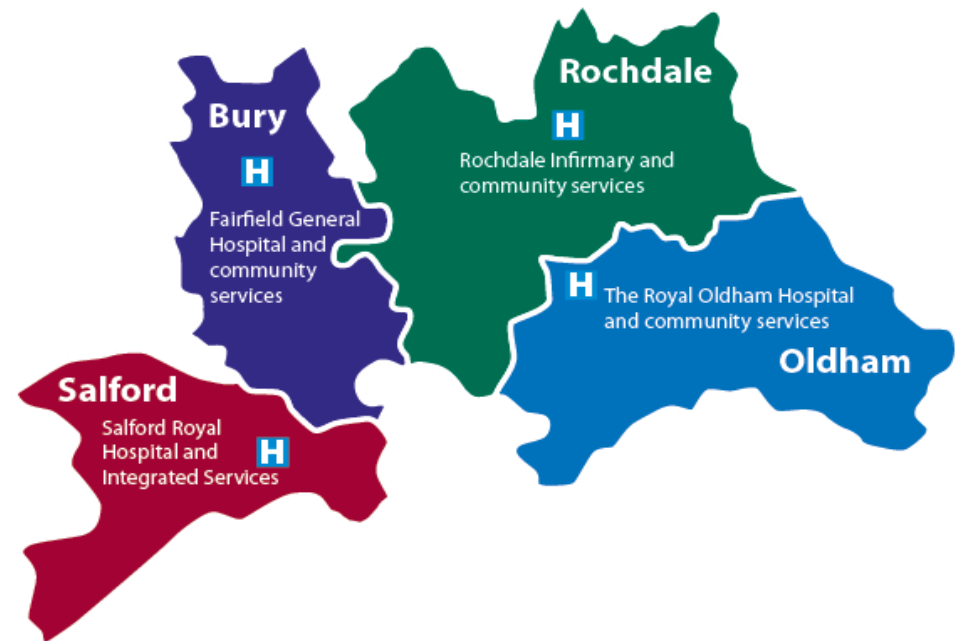 Rochdale
H
Rochdale Infirmary and
community services
Bury
H
Fairfield General
Hospital and
community
services
H
The Royal Oldham Hospital
and community services
Oldham
Salford
Salford Royal
Hospital and
Integrated Services
H